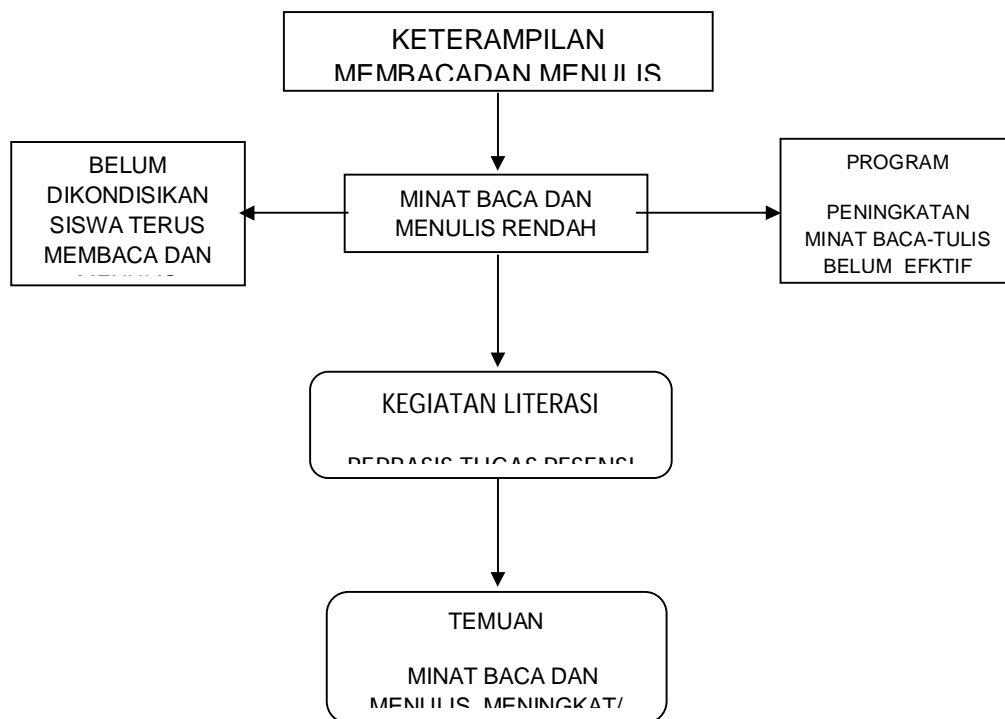 KETERAMPILAN
MEMBACADAN MENULIS
BELUM
DIKONDISIKAN
SISWA TERUS
MEMBACA DAN
MINAT BACA DAN
MENULIS RENDAH
PROGRAM
PENINGKATAN
MINAT BACA-TULIS
BELUM EFKTIF
KEGIATAN LITERASI
TUGAS
TEMUAN
MINAT BACA DAN
MENULIS MENINGKAT/